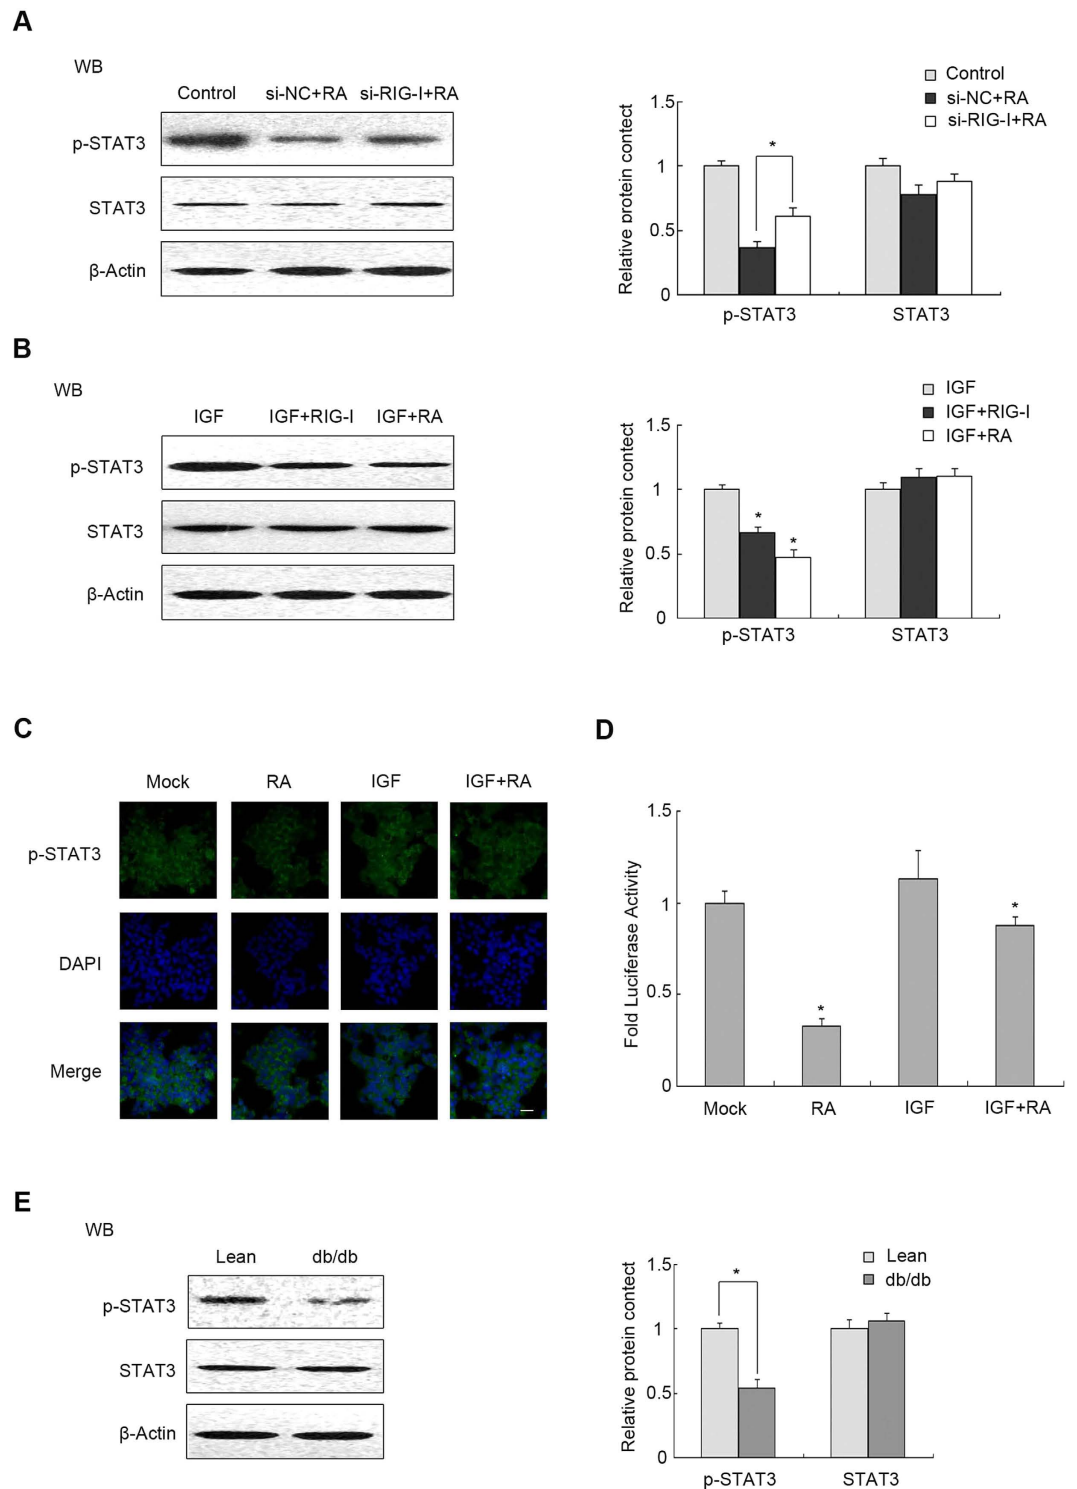 A
WB
Control si-NC+RA si-RIG-I+RA
p-STAT3
STAT3
β-Actin
Control
si-NC+RA
si-RIG-I+RA
Relative protein contect
1.5
1
0.5
0
*
p-STAT3 STAT3
B
WB
IGF IGF+RIG-I IGF+RA
p-STAT3
STAT3
β-Actin
IGF
IGF+RIG-I
IGF+RA
Relative protein contect
1.5
1
0.5
0
*
*
p-STAT3 STAT3
C
Mock RA IGF IGF+RA
p-STAT3
DAPI
Merge
D
Fold Luciferase Activity
1.5
1
0.5
0
*
*
Mock RA IGF IGF+RA
E
WB
Lean db/db
p-STAT3
STAT3
β-Actin
Lean
db/db
Relative protein contect
1.5
1
0.5
0
*
p-STAT3 STAT3